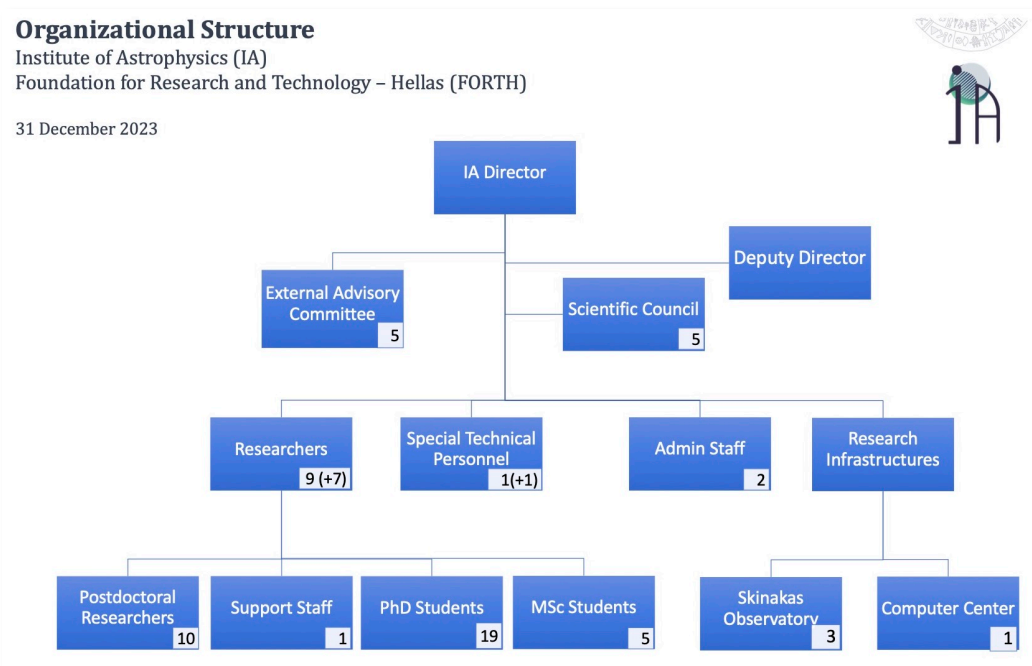 Organizational Structure
Institute of Astrophysics (IA)
Foundation for Research and Technology – Hellas (FORTH)
31 December 2023
IA
IA Director
Deputy Director
External Advisory
Committee
5
Scientific Council
5
Researchers
9 (+7)
Special Technical
Personnel
1(+1)
Admin Staff
2
Research
Infrastructures
Postdoctoral
Researchers
10
Support Staff
1
PhD Students
19
MSc Students
5
Skinakas
Observatory
3
Computer Center
1